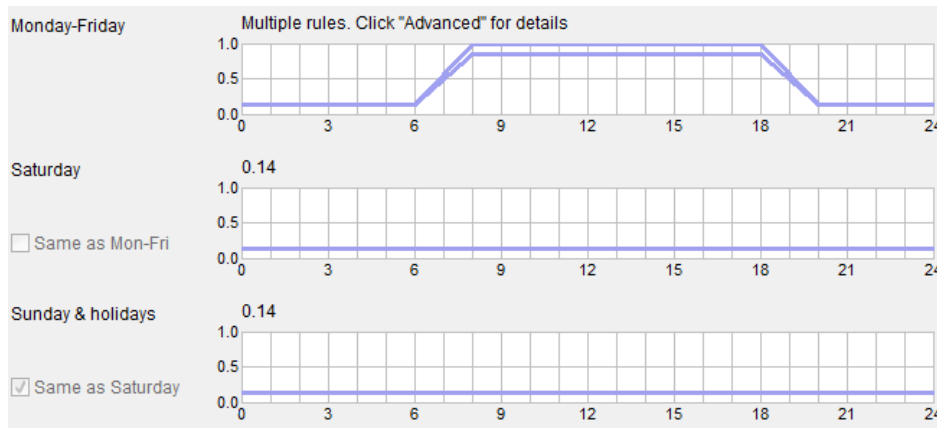 Monday-Friday
Multiple rules. Click "Advanced" for details
1.0
0.5
0.0
0 3 6 9 12 15 18 21 24
Saturday
0.14
1.0
0.5
Same as Mon-Fri
0.0
0 3 6 9 12 15 18 21 24
Sunday & holidays
0.14
1.0
0.5
Same as Saturday
0.0
0 3 6 9 12 15 18 21 24